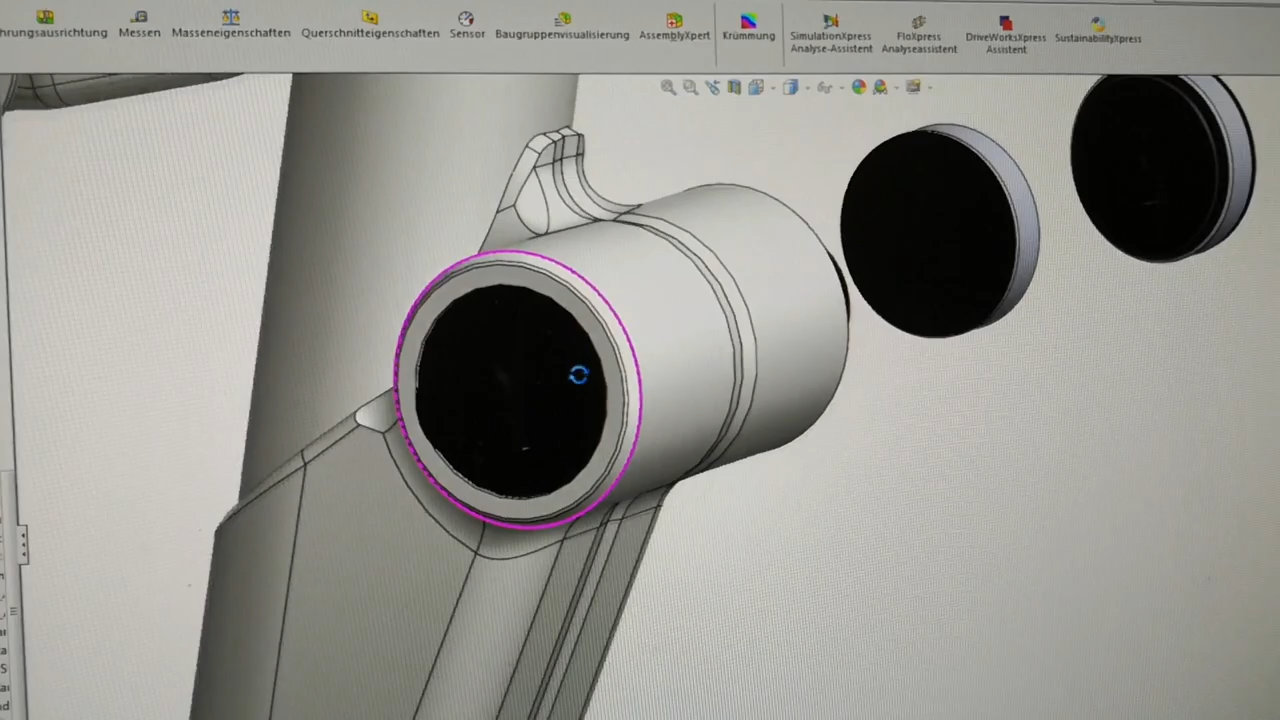 hrungsausrichtung Messen Masseneigenschaften Querschnitteigenschaften Sensor Baugruppenvisualisierung AssemblyXpert Krümmung SimulationXpress FloXpress DriveWorksXpress SustainabilityXpress
Analyse-Assistent Analyseassistent Assistent